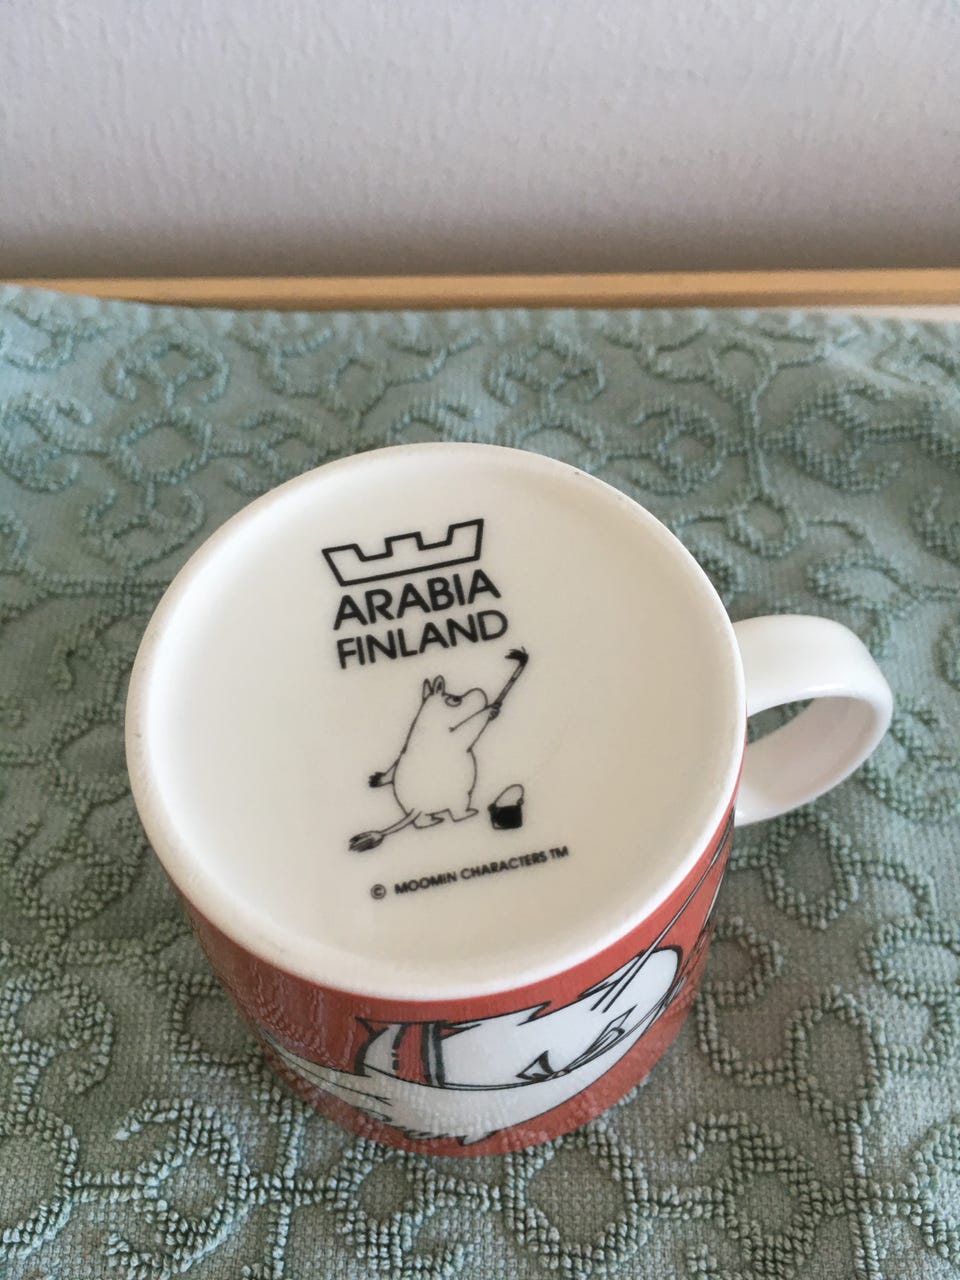 ARABIA
FINLAND
© MOOMIN CHARACTERS ™